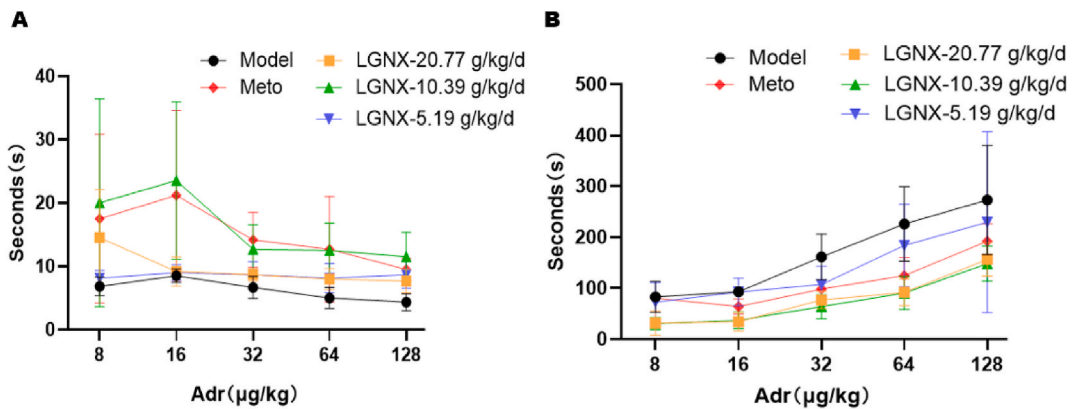 A
Model
Meto
LGNX-20.77 g/kg/d
LGNX-10.39 g/kg/d
LGNX-5.19 g/kg/d
Seconds(s)
40
30
20
10
0
8 16 32 64 128
Adr(μg/kg)
B
Model
Meto
LGNX-20.77 g/kg/d
LGNX-10.39 g/kg/d
LGNX-5.19 g/kg/d
Seconds(s)
500
400
300
200
100
0
8 16 32 64 128
Adr(μg/kg)